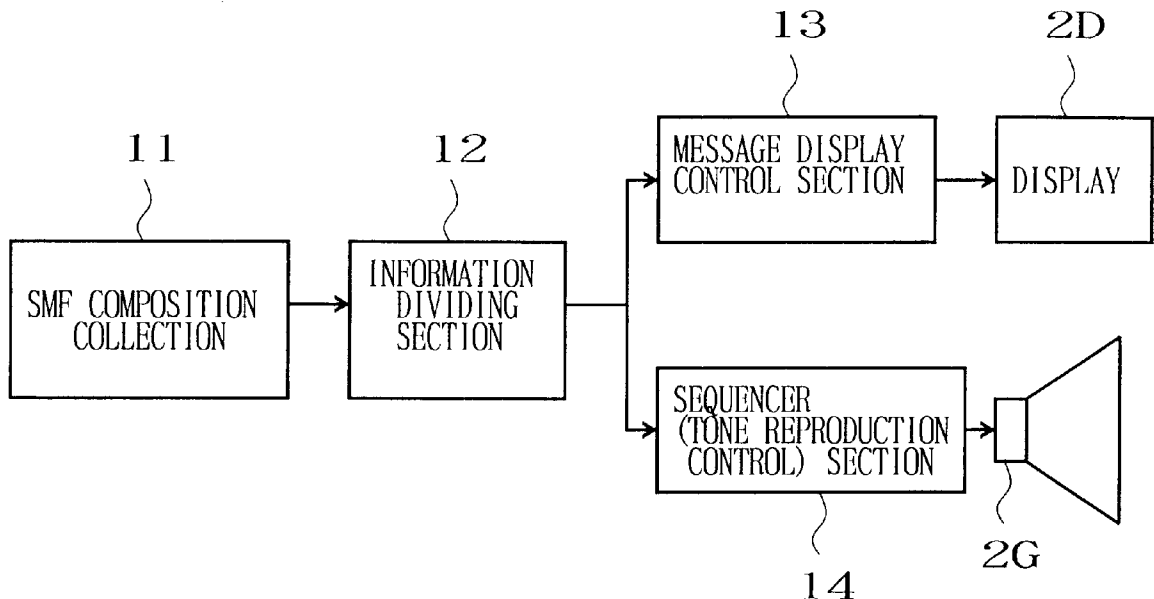 13
2D
11
12
MESSAGE DISPLAY
CONTROL SECTION
DISPLAY
SMF COMPOSITION
COLLECTION
INFORMATION
DIVIDING
SECTION
SEQUENCER
(TONE REPRODUCTION
CONTROL) SECTION
2G
14